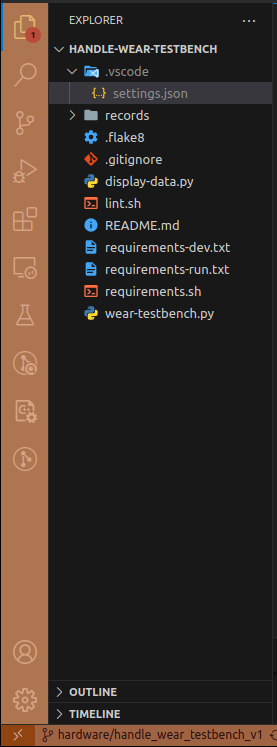 EXPLORER
1
HANDLE-WEAR-TESTBENCH
.vscode
{..} settings.json
records
.flake8
.gitignore
display-data.py
lint.sh
README.md
requirements-dev.txt
requirements-run.txt
requirements.sh
wear-testbench.py
OUTLINE
TIMELINE
hardware/handle_wear_testbench_v1